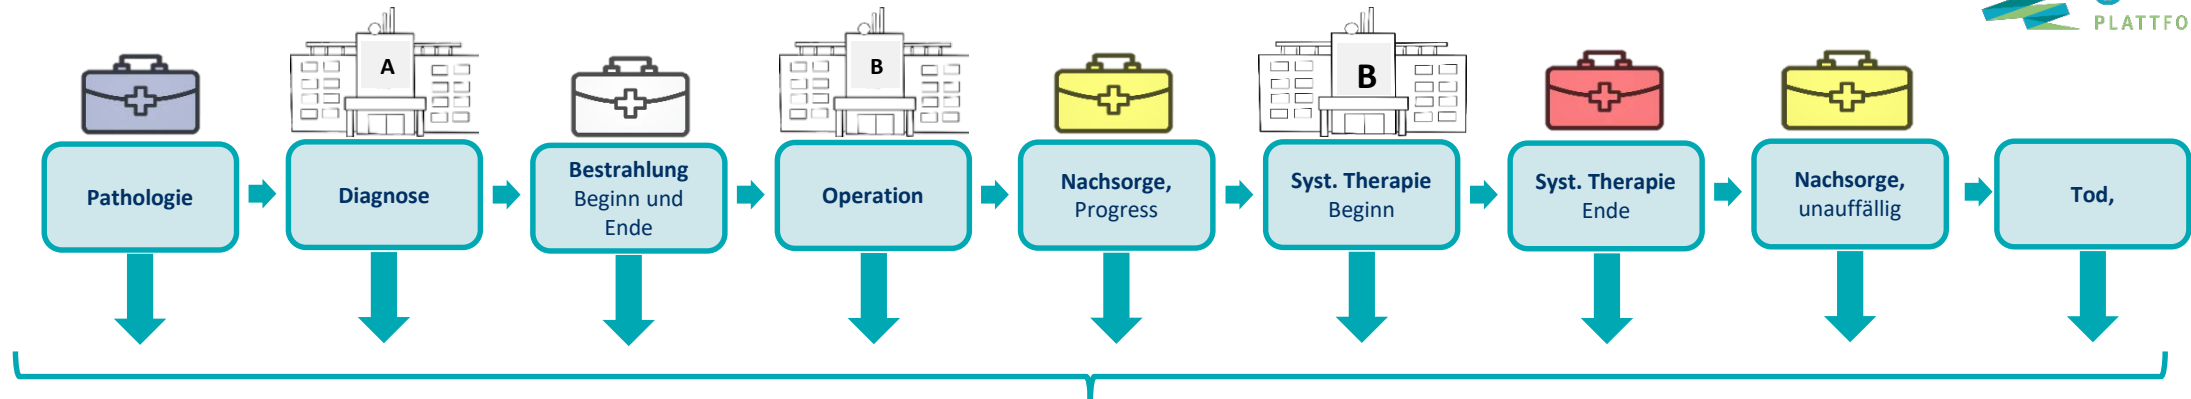 PLATTFO
A
B
B
Pathologie
Diagnose
Bestrahlung
Beginn und
Ende
Operation
Nachsorge,
Progress
Syst. Therapie
Beginn
Syst. Therapie
Ende
Nachsorge,
unauffällig
Tod,